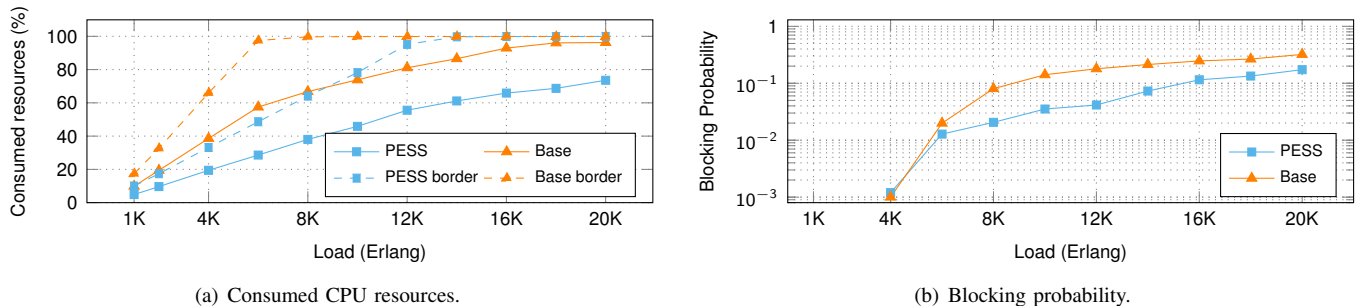 Consumed resources (%)
100
80
60
40
20
0
1K 4K 8K 12K 16K 20K
Load (Erlang)
PESS Base
PESS border Base border
(a) Consumed CPU resources.
Blocking Probability
1
10⁻¹
10⁻²
10⁻³
1K 4K 8K 12K 16K 20K
Load (Erlang)
PESS
Base
(b) Blocking probability.